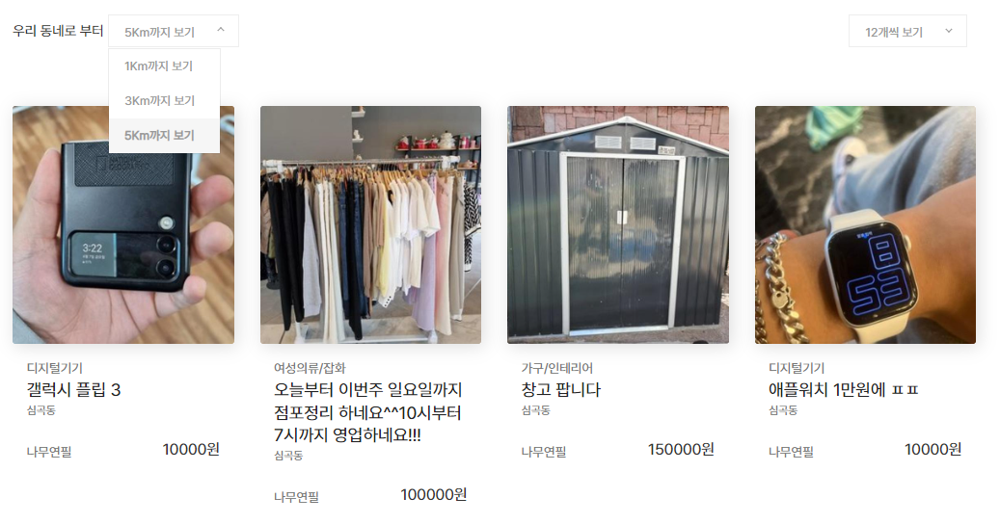 우리 동네로 부터
5Km까지 보기
12개씩 보기
1Km까지 보기
3Km까지 보기
5Km까지 보기
3:22
디지털기기
갤럭시 플립 3
심곡동
나무연필
10000원
여성의류/잡화
오늘부터 이번주 일요일까지
점포정리 하네요^^10시부터
7시까지 영업하네요!!!
심곡동
나무연필
100000원
가구/인테리어
창고 팝니다
심곡동
나무연필
150000원
디지털기기
애플워치 1만원에 ㅍㅍ
심곡동
나무연필
10000원